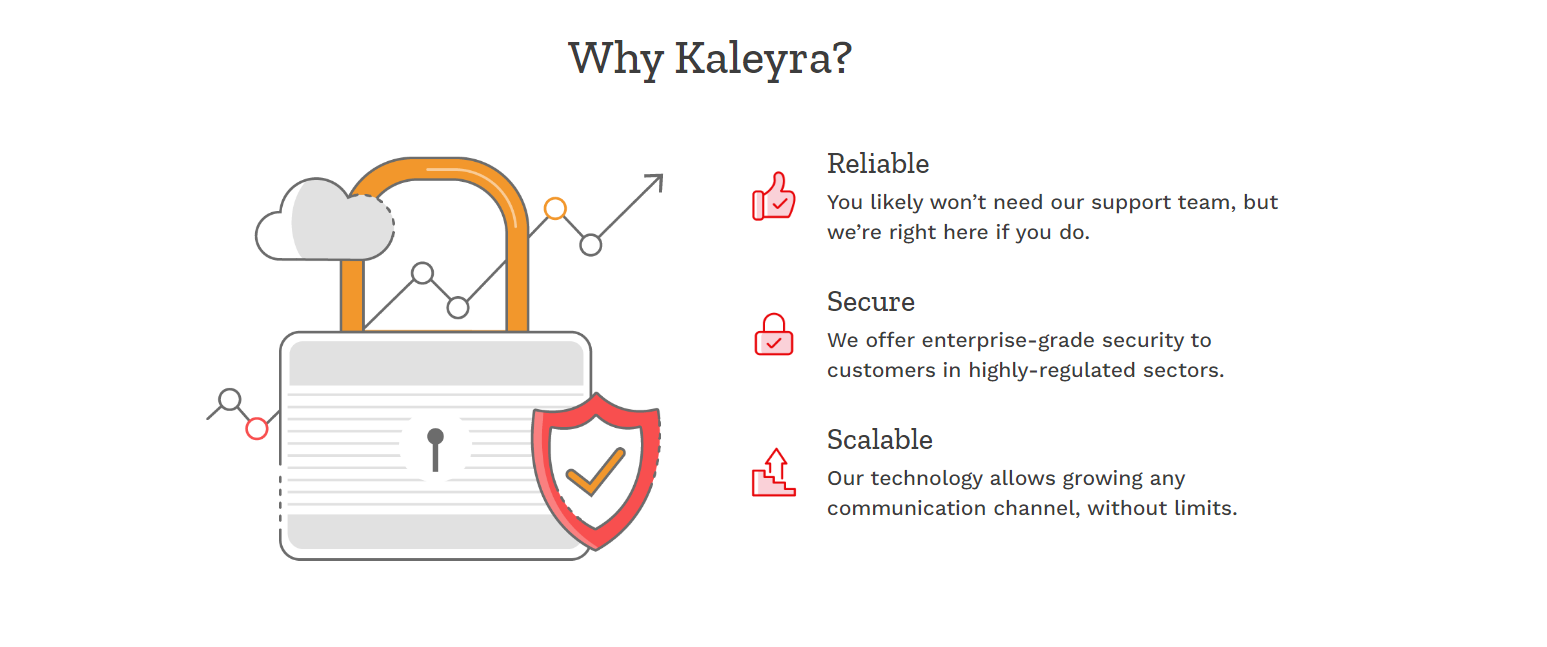 Why Kaleyra?
Reliable
You likely won’t need our support team, but
we’re right here if you do.
Secure
We offer enterprise-grade security to
customers in highly-regulated sectors.
Scalable
Our technology allows growing any
communication channel, without limits.